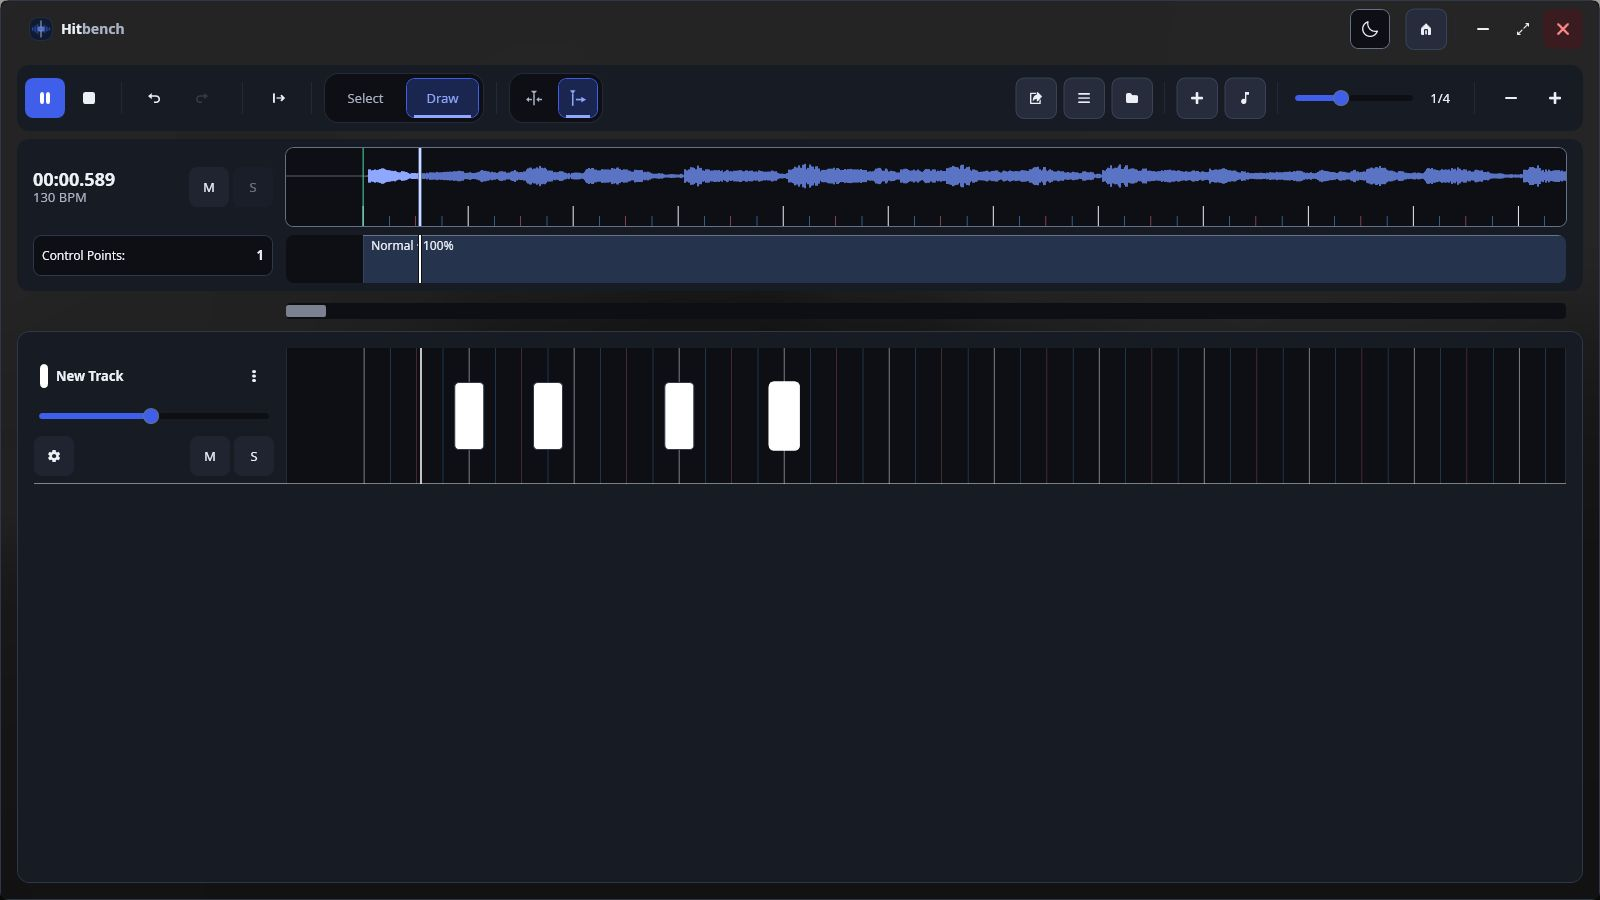 Hitbench
Select
Draw
1/4
00:00.589
130 BPM
M
S
Normal 100%
Control Points:
1
New Track
M
S